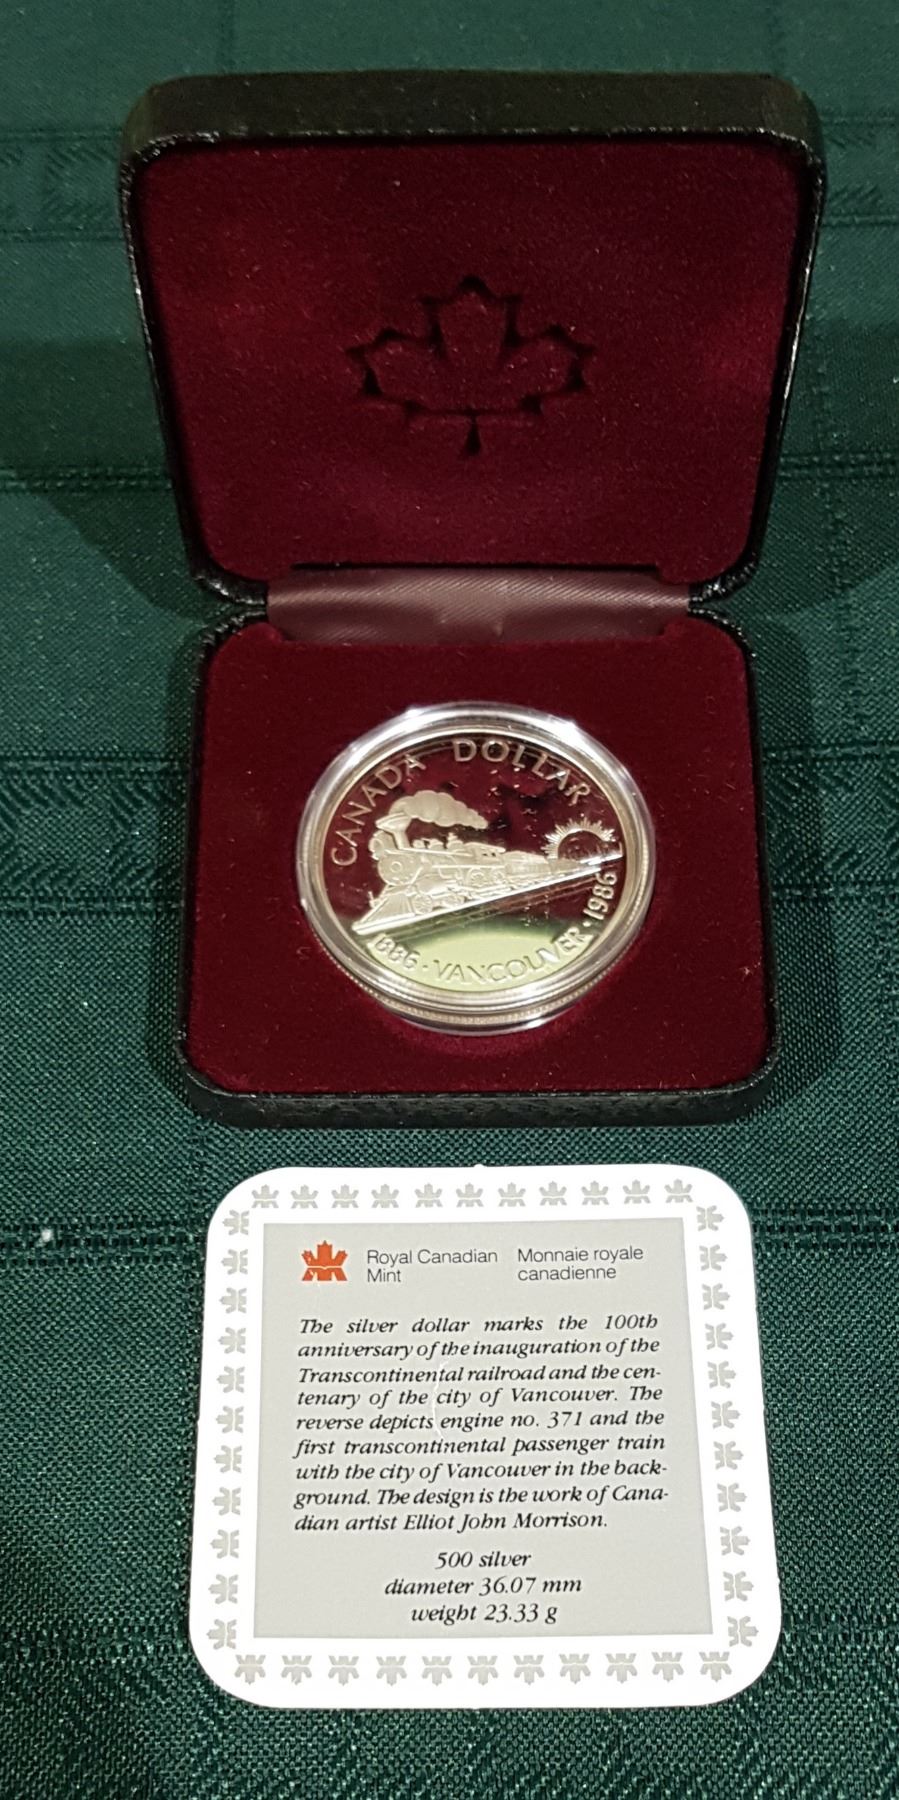 CANADA DOLLAR
1886 · VANCOUVER · 1986
Royal Canadian Mint
Monnaie royale canadienne
The silver dollar marks the 100th
anniversary of the inauguration of the
Transcontinental railroad and the cen-
tenary of the city of Vancouver. The
reverse depicts engine no. 371 and the
first transcontinental passenger train
with the city of Vancouver in the back-
ground. The design is the work of Cana-
dian artist Elliot John Morrison.
500 silver
diameter 36.07 mm
weight 23.33 g